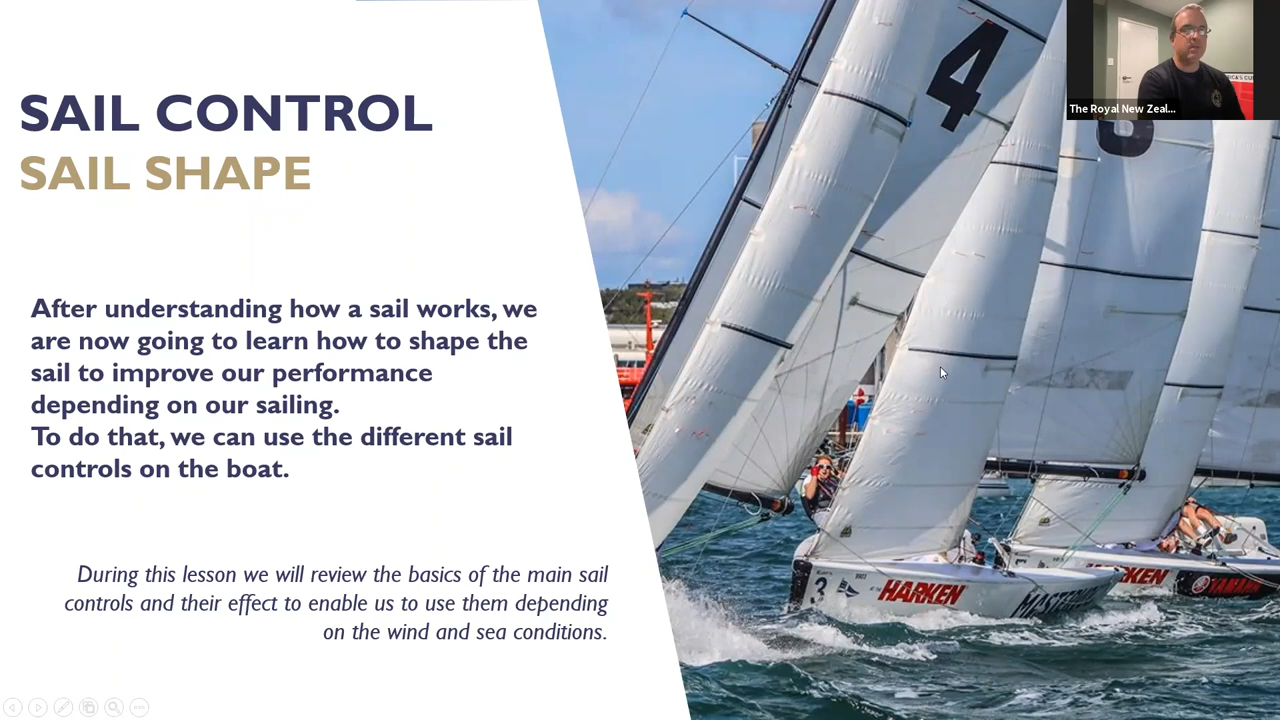 SAIL CONTROL
SAIL SHAPE
After understanding how a sail works, we
are now going to learn how to shape the
sail to improve our performance
depending on our sailing.
To do that, we can use the different sail
controls on the boat.
During this lesson we will review the basics of the main sail
controls and their effect to enable us to use them depending
on the wind and sea conditions.
The Royal New Zeal...
4
3
HARKEN
YAMAHA